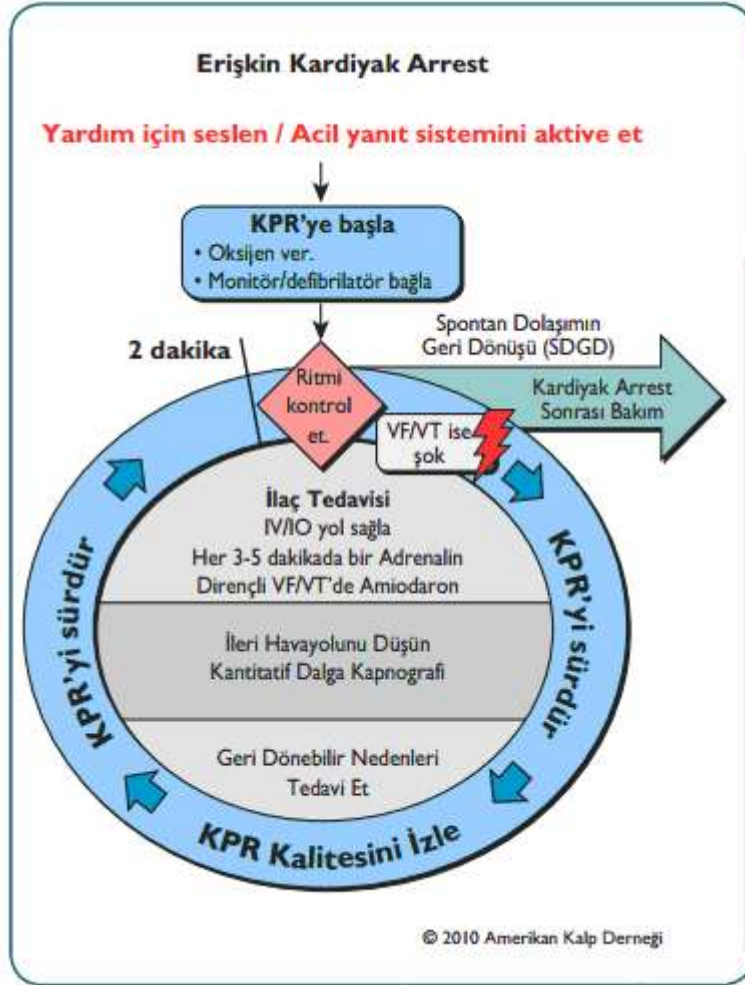 Erişkin Kardiyak Arrest
Yardım için seslen / Acil yanıt sistemini aktive et
KPR'ye başla
• Oksijen ver.
• Monitör/defibrilatör bağla
2 dakika
Spontan Dolaşımın
Geri Dönüşü (SDGD)
Kardiyak Arrest
Sonrası Bakım
Ritmi
kontrol
et.
VF/VT ise
şok
İlaç Tedavisi
IV/IO yol sağla
Her 3-5 dakikada bir Adrenalin
Dirençli VF/VT'de Amiodaron
İleri Havayolunu Düşün
Kantitatif Dalga Kapnografi
Geri Dönebilir Nedenleri
Tedavi Et
KPR'yi sürdür
KPR Kalitesini İzle
KPR'yi sürdür
© 2010 Amerikan Kalp Derneği